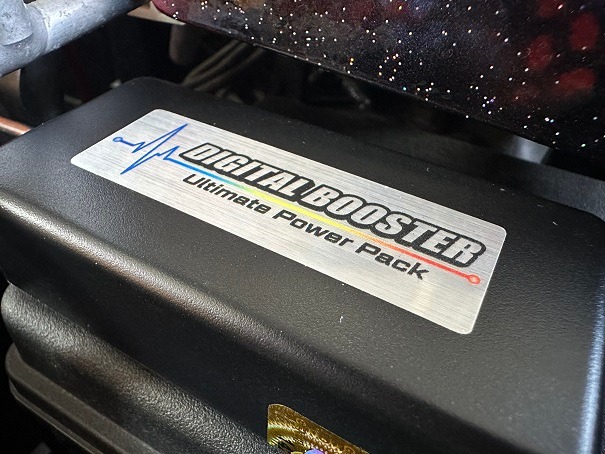 DIGITAL BOOSTER
Ultimate Power Pack